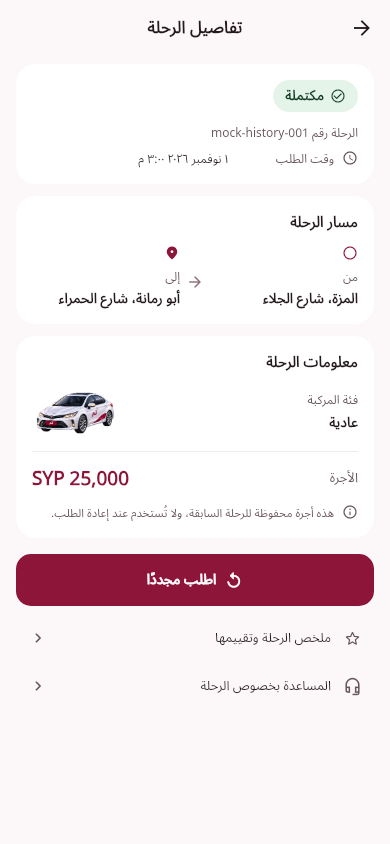 تفاصيل الرحلة
مكتملة
الرحلة رقم mock-history-001
وقت الطلب ١ نوفمبر ٢٠٢٦ ٣:٠٠ م
مسار الرحلة
من
المزة، شارع الجلاء
إلى
أبو رمانة، شارع الحمراء
معلومات الرحلة
فئة المركبة
عادية
الأجرة SYP 25,000
هذه أجرة محفوظة للرحلة السابقة، ولا تُستخدم عند إعادة الطلب.
اطلب مجددًا
ملخص الرحلة وتقييمها
المساعدة بخصوص الرحلة